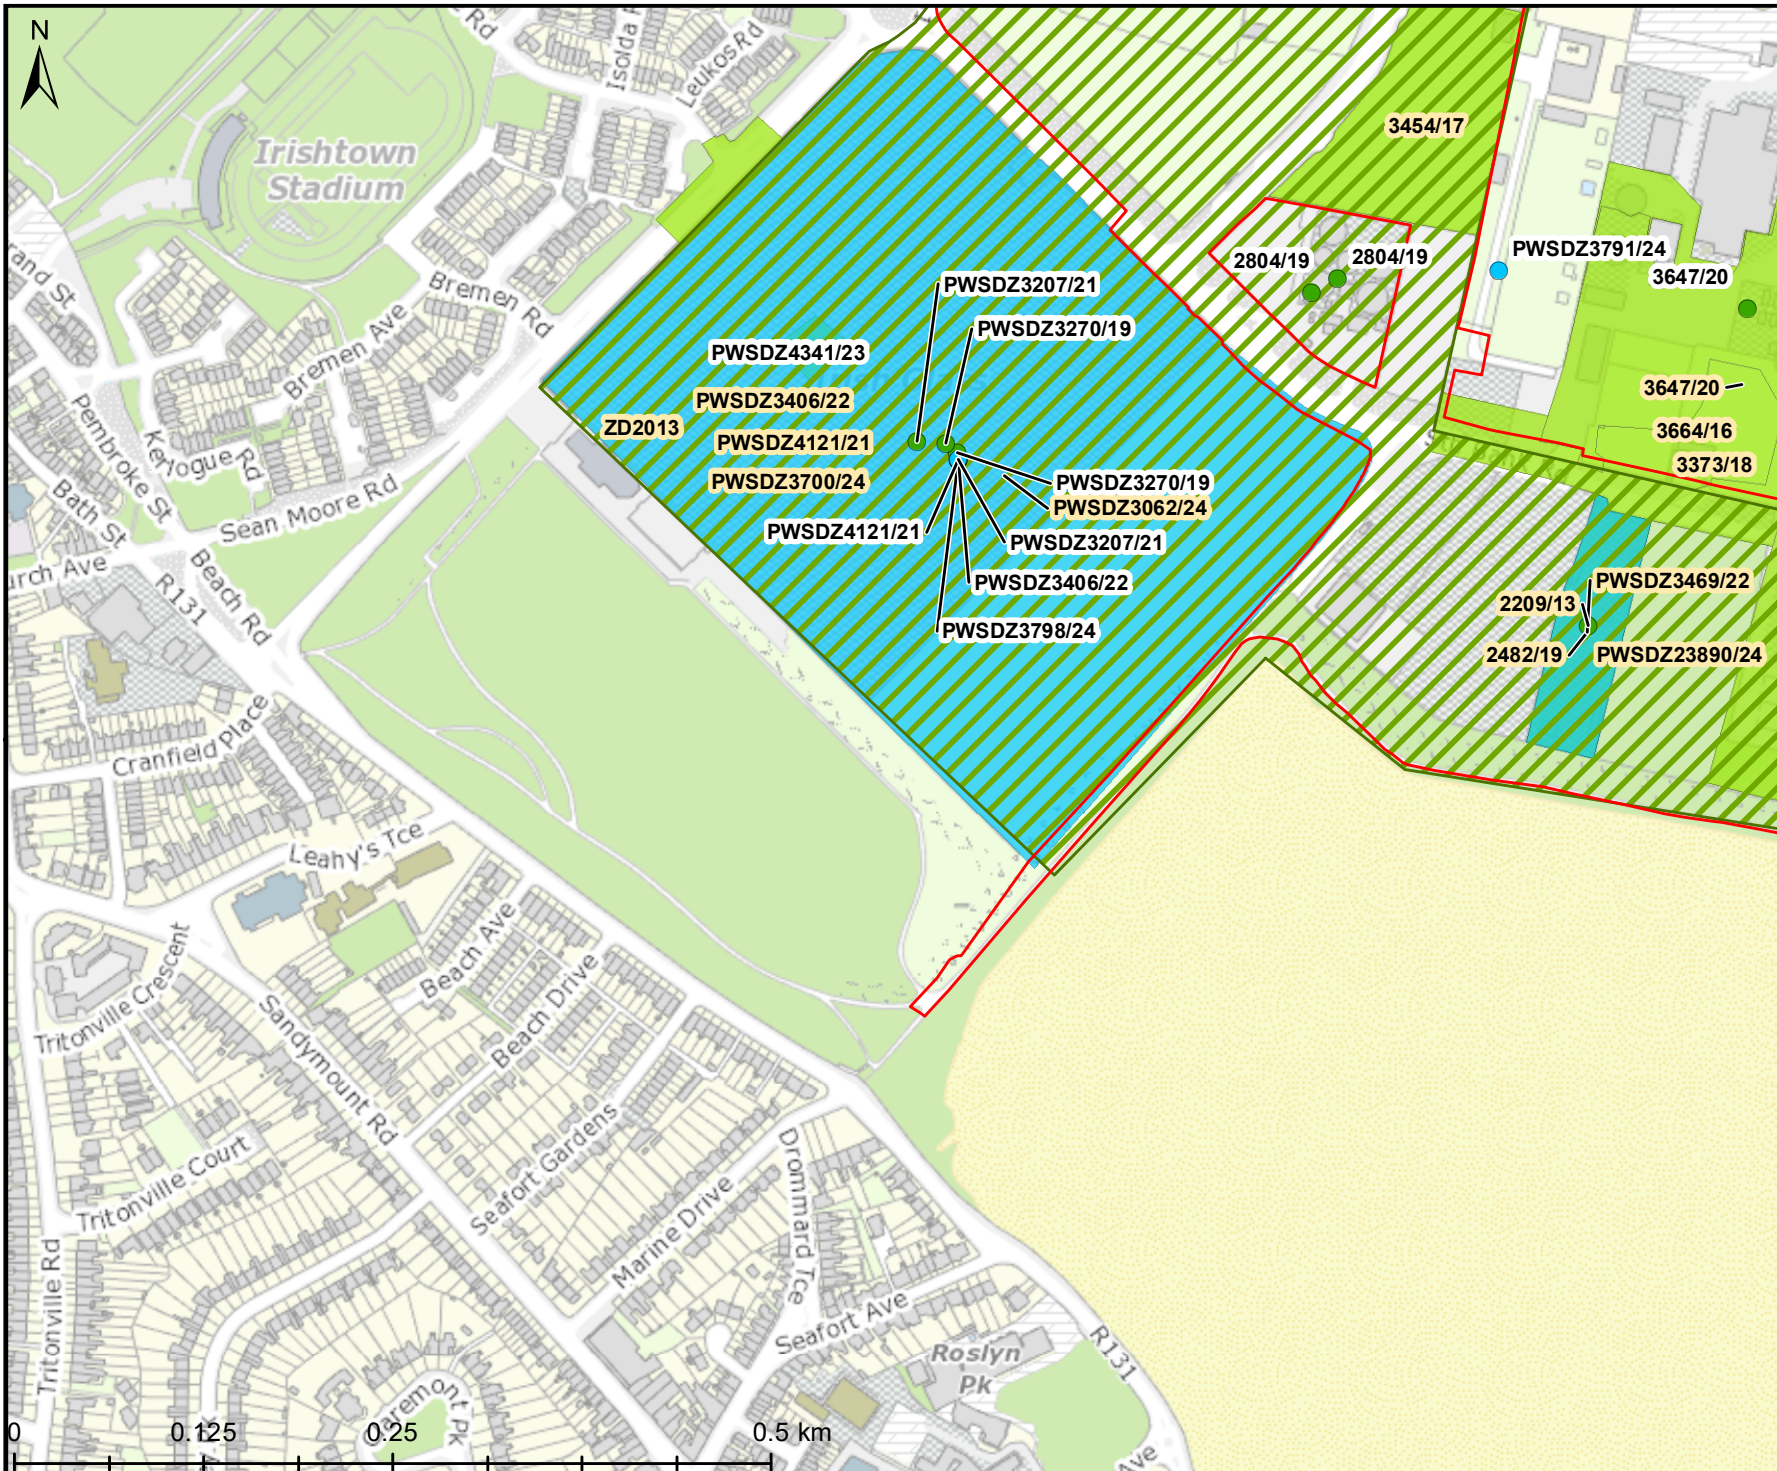 N
Rd
Isolda
Leukos Rd
Irishtown
Stadium
3454/17
2804/19
2804/19
PWSDZ3791/24
3647/20
and St
Bremen Rd
Bremen Ave
PWSDZ3207/21
PWSDZ3270/19
PWSDZ4341/23
PWSDZ3406/22
ZD2013
PWSDZ4121/21
PWSDZ3700/24
3647/20
3664/16
3373/18
Pembroke St
Bath St
Sean Moore Rd
PWSDZ3270/19
PWSDZ3062/24
PWSDZ4121/21
PWSDZ3207/21
PWSDZ3406/22
PWSDZ3798/24
PWSDZ3469/22
2209/13
2482/19
PWSDZ23890/24
urch Ave
R131
Beach Rd
Cranfield Place
Leahy's Tce
Beach Ave
Beach Drive
Tritonville Crescent
Sandymount Rd
Seafort Gardens
Tritonville Court
Marine Drive
Drommard Tce
Tritonville Rd
Seafort Ave
Roslyn
Pk
R131
Claremont Pk
Ave
0
0.125
0.25
0.5 km